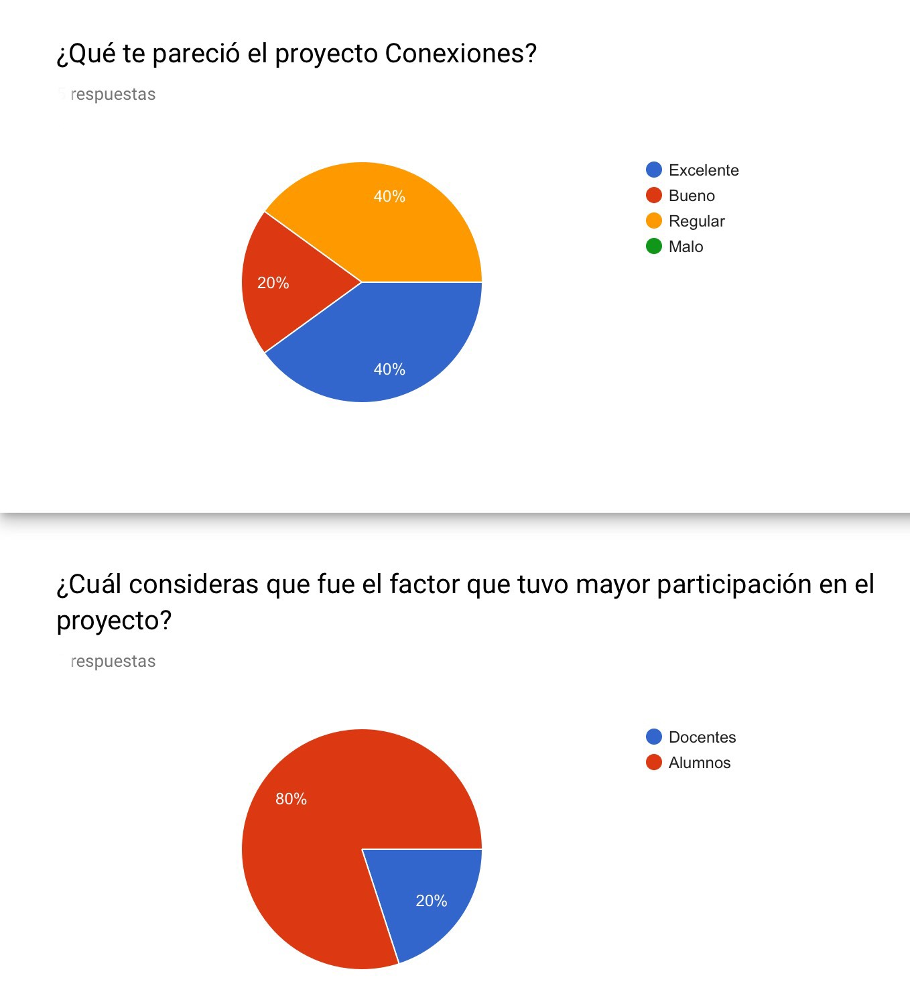 ¿Qué te pareció el proyecto Conexiones?
respuestas
40%
20%
40%
Excelente
Bueno
Regular
Malo
¿Cuál consideras que fue el factor que tuvo mayor participación en el
proyecto?
respuestas
80%
20%
Docentes
Alumnos